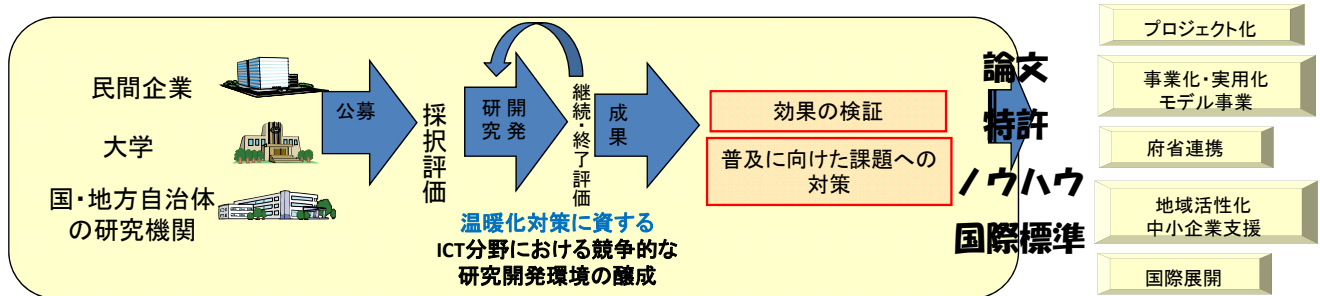 民間企業
大学
国・地方自治体
の研究機関
公募
採択評価
研究
開発
継続・終了評価
成果
温暖化対策に資する
ICT分野における競争的な
研究開発環境の醸成
効果の検証
普及に向けた課題への
対策
論文
特許
ノウハウ
国際標準
プロジェクト化
事業化・実用化
モデル事業
府省連携
地域活性化
中小企業支援
国際展開